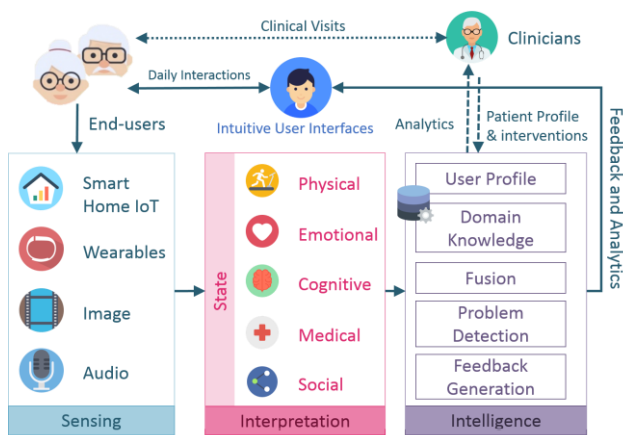 Clinical Visits
Clinicians
Daily Interactions
End-users
Intuitive User Interfaces
Analytics
Patient Profile
& interventions
Feedback and Analytics
Smart
Home IoT
Wearables
Image
Audio
Sensing
State
Physical
Emotional
Cognitive
Medical
Social
Interpretation
User Profile
Domain
Knowledge
Fusion
Problem
Detection
Feedback
Generation
Intelligence